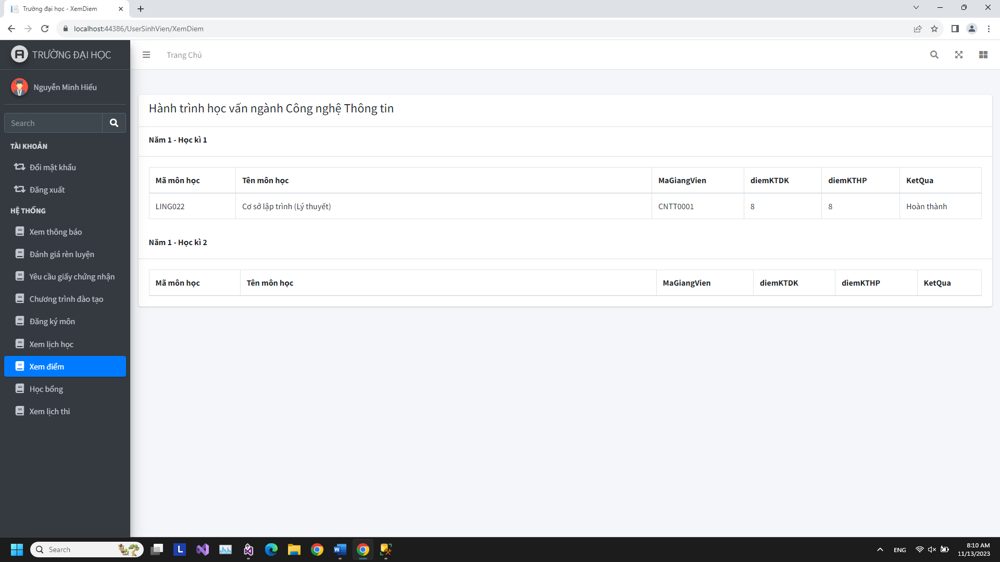 Trường đại học - XemDiem
localhost:44386/UserSinhVien/XemDiem
TRƯỜNG ĐẠI HỌC
Trang Chủ
Nguyễn Minh Hiếu
Search
TÀI KHOẢN
Đổi mật khẩu
Đăng xuất
HỆ THỐNG
Xem thông báo
Đánh giá rèn luyện
Yêu cầu giấy chứng nhận
Chương trình đào tạo
Đăng ký môn
Xem lịch học
Xem điểm
Học bổng
Xem lịch thi
Hành trình học vấn ngành Công nghệ Thông tin
Năm 1 - Học kì 1
Mã môn học Tên môn học MaGiangVien diemKTDK diemKTHP KetQua
LING022 Cơ sở lập trình (Lý thuyết) CNTT0001 8 8 Hoàn thành
Năm 1 - Học kì 2
Mã môn học Tên môn học MaGiangVien diemKTDK diemKTHP KetQua
Search
L
W
ENG
8:10 AM
11/13/2023